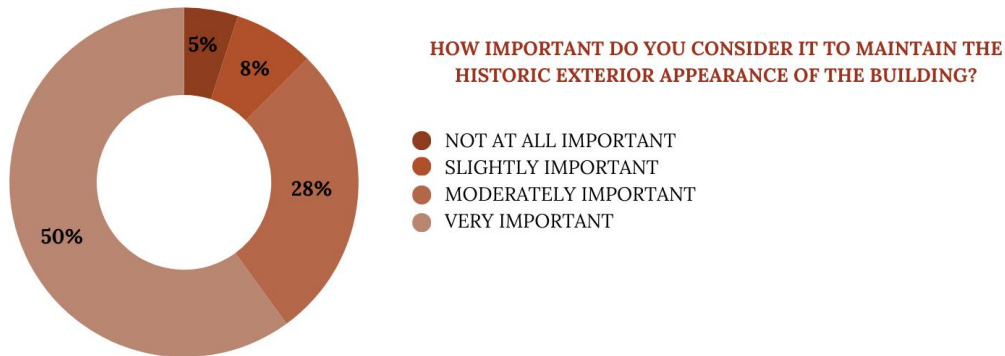 5%
8%
28%
50%
HOW IMPORTANT DO YOU CONSIDER IT TO MAINTAIN THE
HISTORIC EXTERIOR APPEARANCE OF THE BUILDING?
NOT AT ALL IMPORTANT
SLIGHTLY IMPORTANT
MODERATELY IMPORTANT
VERY IMPORTANT